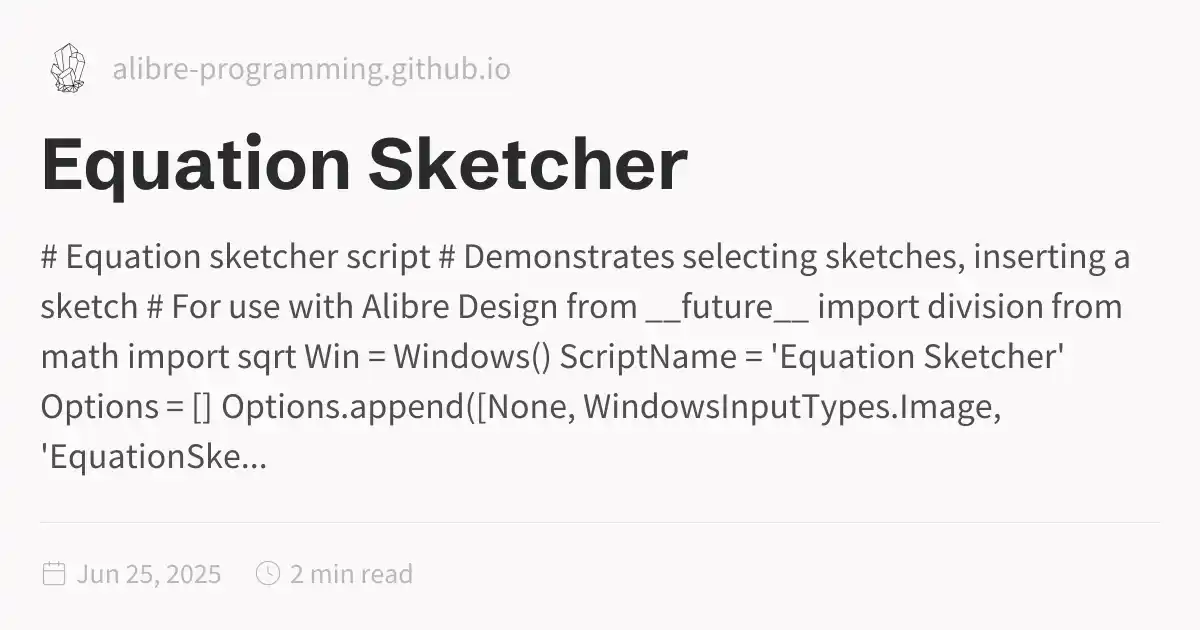 alibre-programming.github.io
Equation Sketcher
# Equation sketcher script # Demonstrates selecting sketches, inserting a
sketch # For use with Alibre Design from __future__ import division from
math import sqrt Win = Windows() ScriptName = 'Equation Sketcher'
Options = [] Options.append([None, WindowsInputTypes.Image,
'EquationSke...
Jun 25, 2025 2 min read